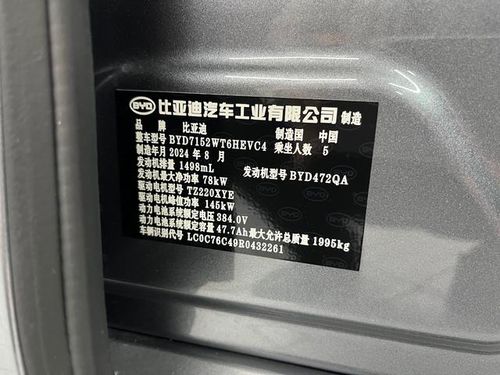 BYD 比亚迪汽车工业有限公司 制造
品牌 比亚迪 制造国 中国
整车型号 BYD7152WT6HEVC4 乘坐人数 5
制造年月 2024年8月
发动机排量 1498mL 发动机型号 BYD472QA
发动机最大净功率 78kW
驱动电机型号 TZ220XYE
驱动电机峰值功率 145kW
动力电池系统额定电压 384.0V
动力电池系统额定容量 47.7Ah 最大允许总质量 1995kg
车辆识别代号 LC0C76C49R0432261